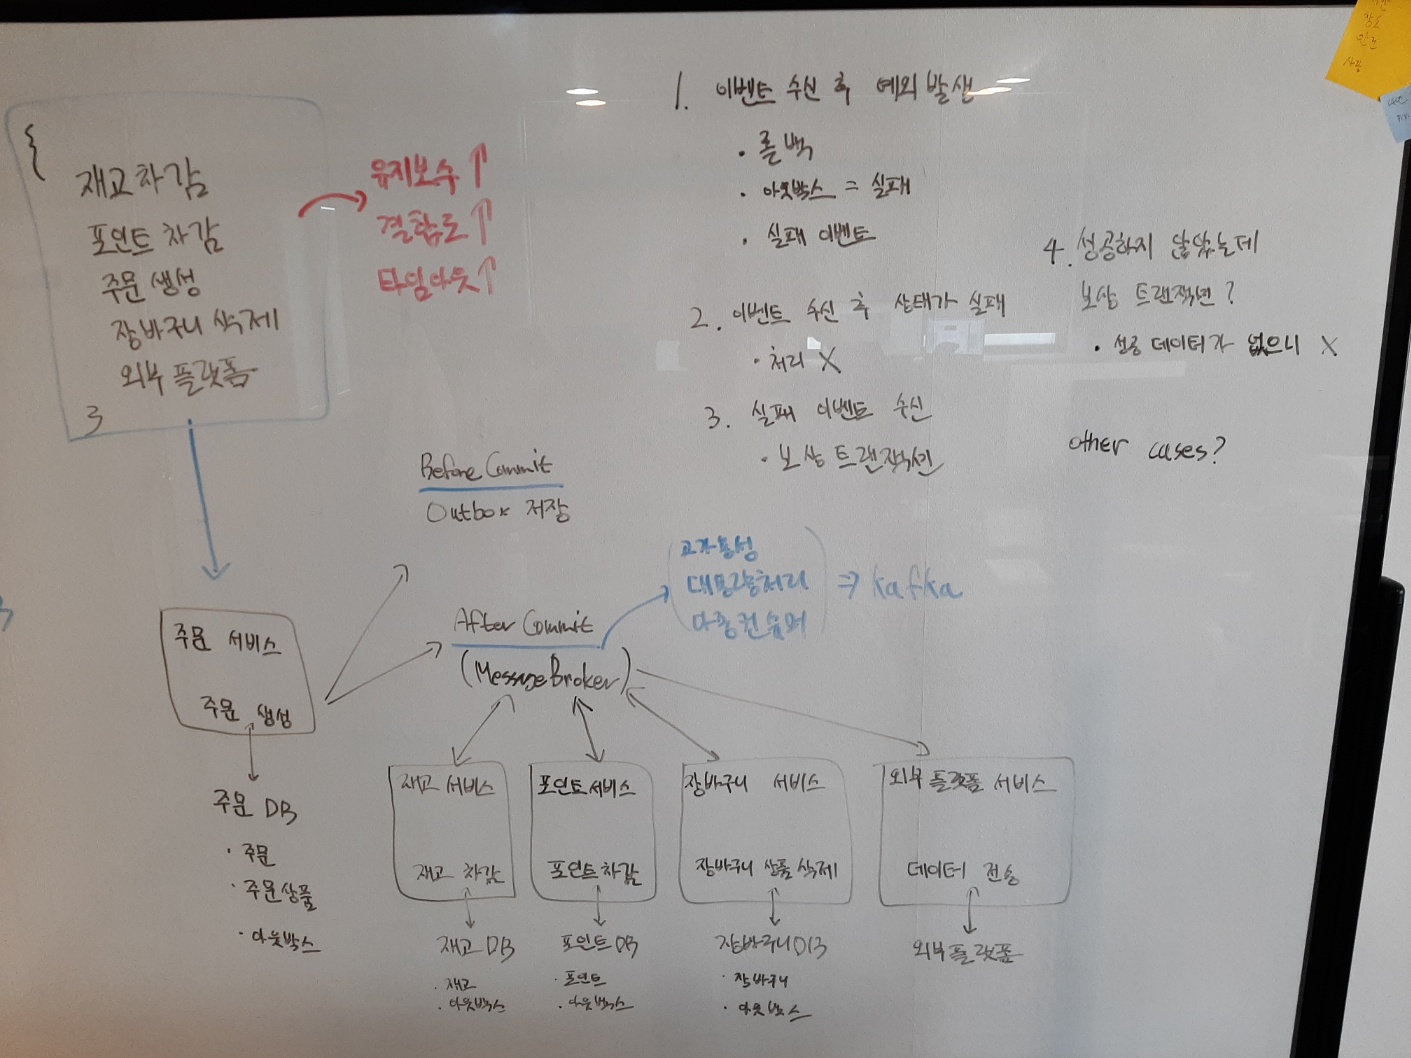 {
재고 차감
포인트 차감
주문 생성
장바구니 삭제
외부 플랫폼
}
유지보수 ↑
결합도 ↑
타임아웃 ↑
1. 이벤트 수신 후 예외 발생
· 롤백
· 아웃박스 = 실패
· 실패 이벤트
2. 이벤트 수신 후 상태가 실패
· 처리 X
3. 실패 이벤트 수신
· 보상 트랜잭션
4. 성공하지 않았는데
보상 트랜잭션?
· 성공 데이터가 없으니 X
other cases?
Before Commit
Outbox 저장
After Commit
(Message Broker)
고가용성
대용량처리
다중컨슈머
⇒ kafka
주문 서비스
주문 생성
주문 DB
· 주문
· 주문상품
· 아웃박스
재고 서비스
재고 차감
재고 DB
· 재고
· 아웃박스
포인트 서비스
포인트 차감
포인트 DB
· 포인트
· 아웃박스
장바구니 서비스
장바구니 상품 삭제
장바구니 DB
· 장바구니
· 아웃박스
외부 플랫폼 서비스
데이터 전송
외부 플랫폼